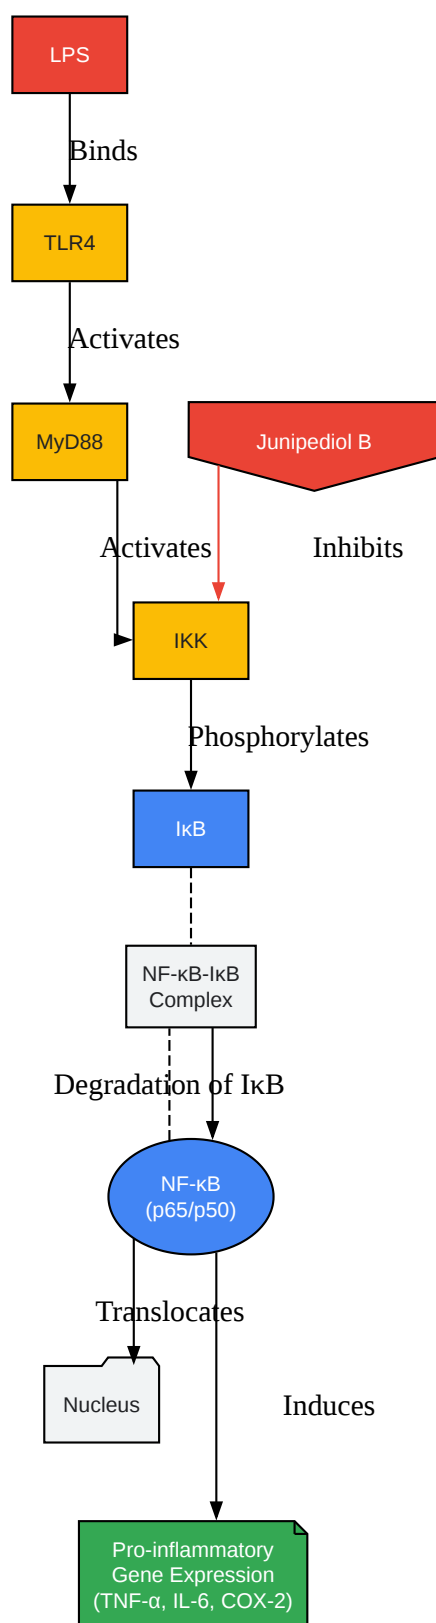 LPS
Binds
TLR4
Activates
MyD88
Junipediol B
Activates
Inhibits
IKK
Phosphorylates
IκB
NF-κB-IκB
Complex
Degradation of IκB
NF-κB
(p65/p50)
Translocates
Nucleus
Induces
Pro-inflammatory
Gene Expression
(TNF-α, IL-6, COX-2)